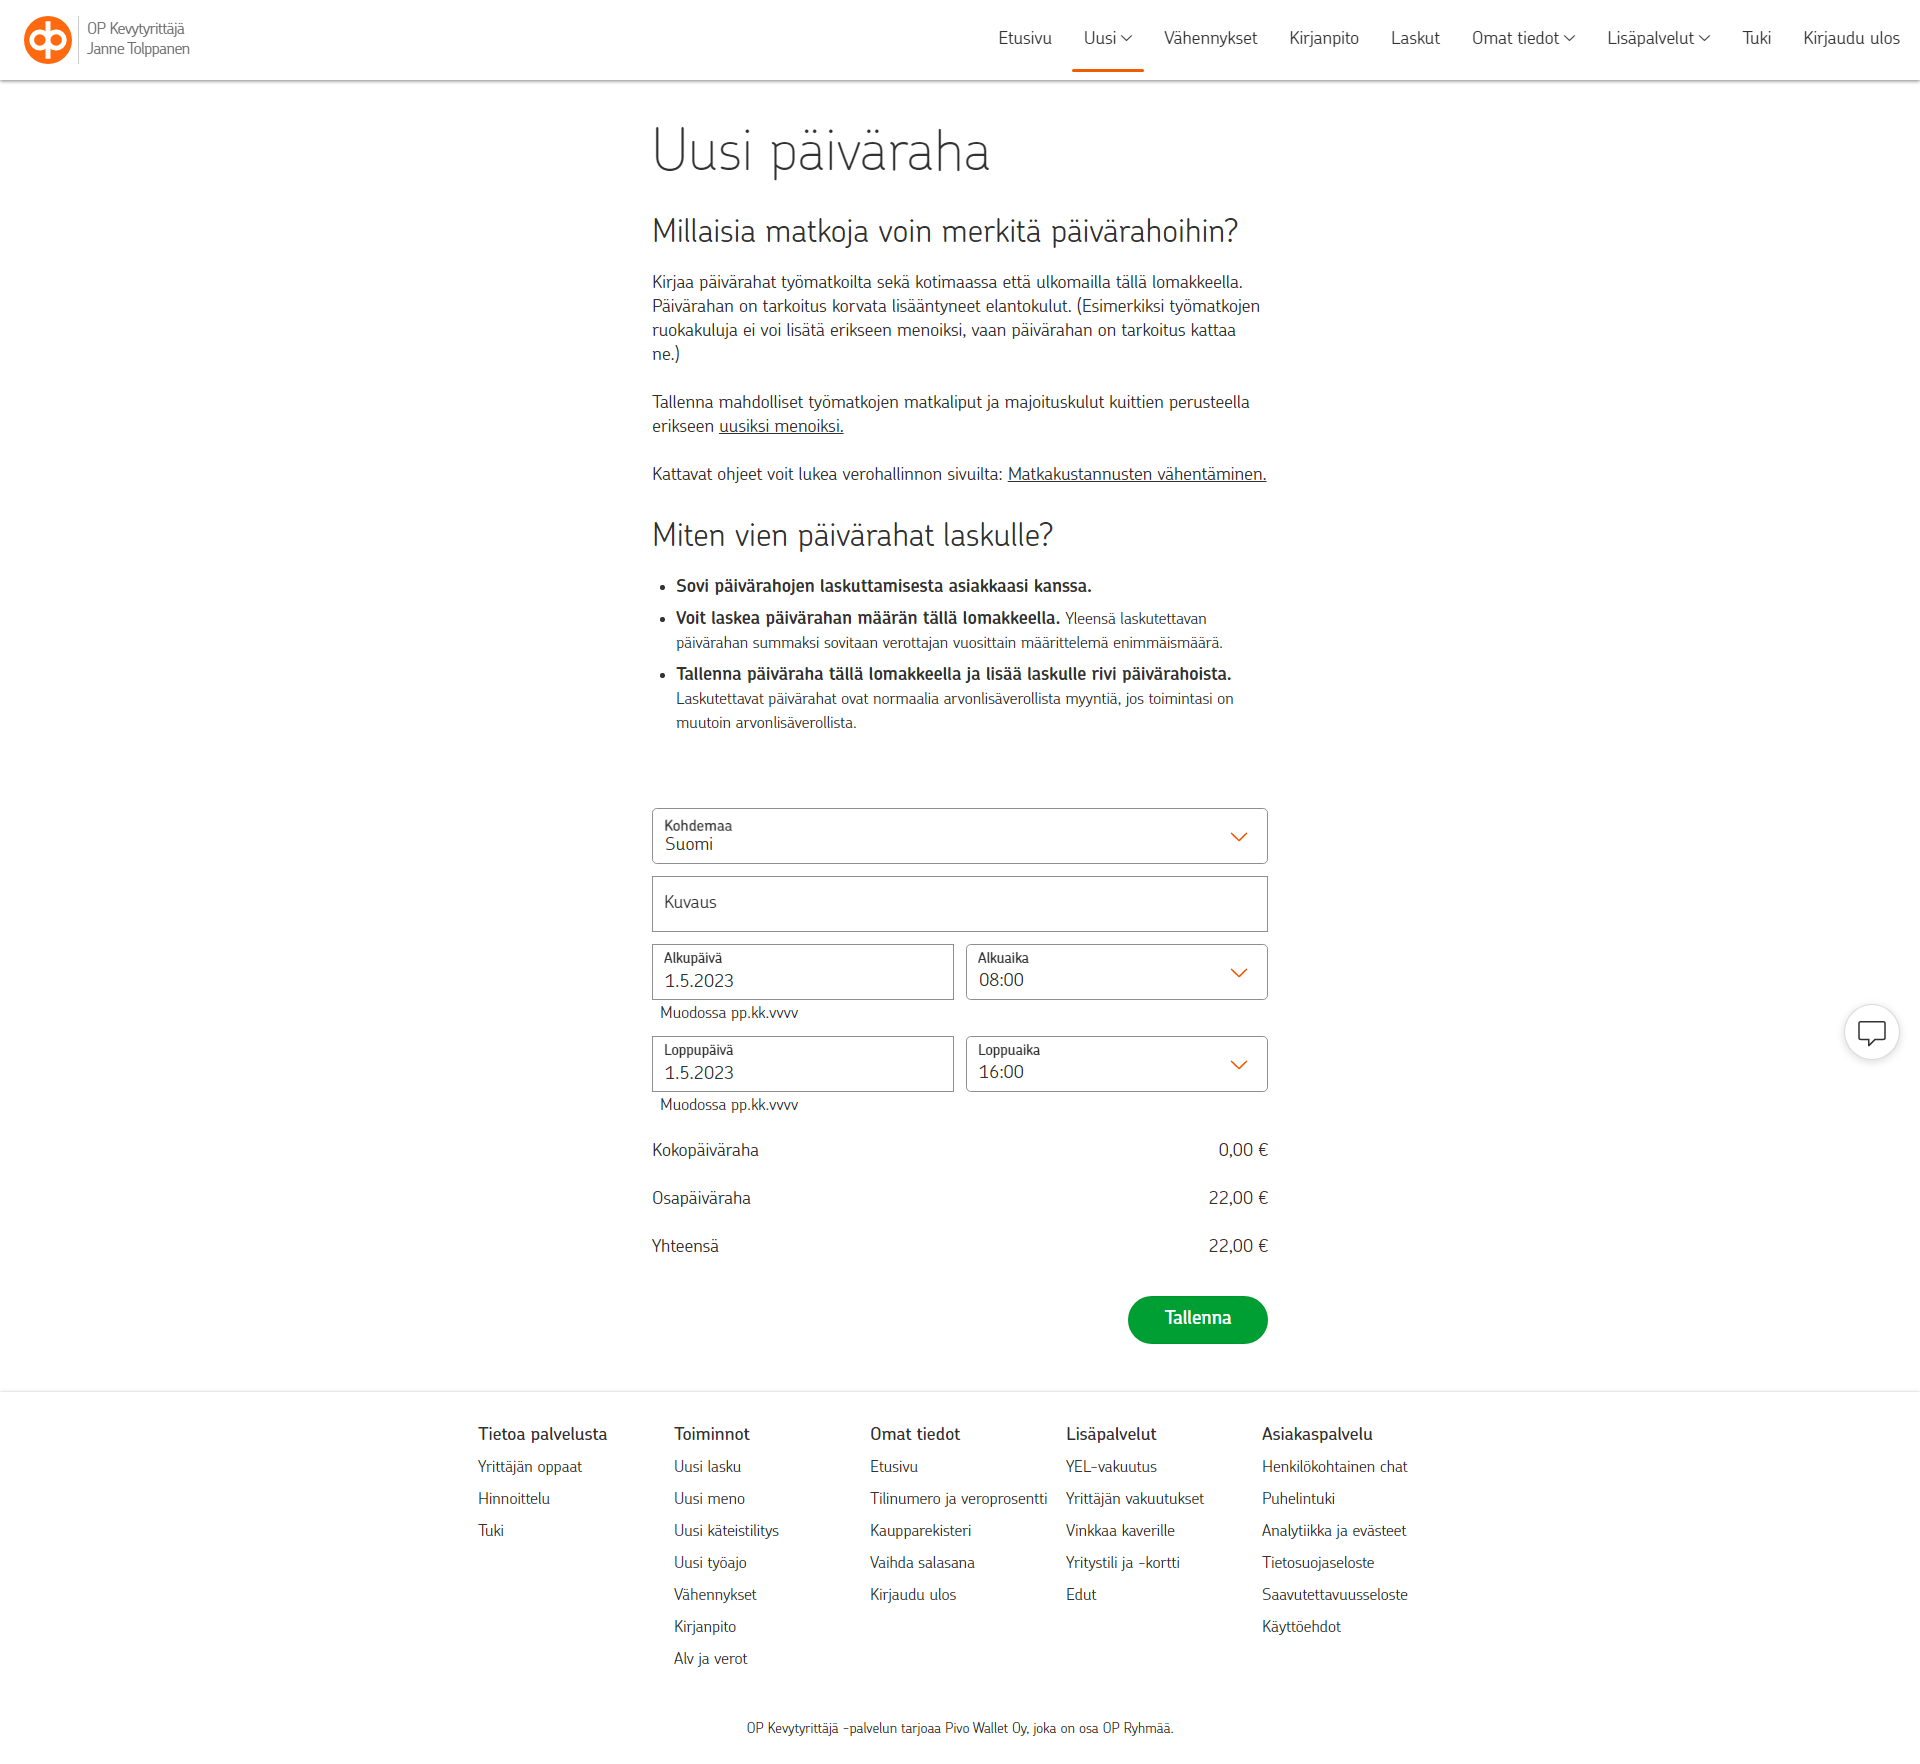 OP Kevytyrittäjä
Janne Tolppanen
Etusivu
Uusi
Vähennykset
Kirjanpito
Laskut
Omat tiedot
Lisäpalvelut
Tuki
Kirjaudu ulos
Uusi päiväraha
Millaisia matkoja voin merkitä päivärahoihin?
Kirjaa päivärahat työmatkoilta sekä kotimaassa että ulkomailla tällä lomakkeella.
Päivärahan on tarkoitus korvata lisääntyneet elantokulut. (Esimerkiksi työmatkojen
ruokakuluja ei voi lisätä erikseen menoiksi, vaan päivärahan on tarkoitus kattaa
ne.)
Tallenna mahdolliset työmatkojen matkaliput ja majoituskulut kuittien perusteella
erikseen uusiksi menoiksi.
Kattavat ohjeet voit lukea verohallinnon sivuilta: Matkakustannusten vähentäminen.
Miten vien päivärahat laskulle?
• Sovi päivärahojen laskuttamisesta asiakkaasi kanssa.
• Voit laskea päivärahan määrän tällä lomakkeella. Yleensä laskutettavan
päivärahan summaksi sovitaan verottajan vuosittain määrittelemä enimmäismäärä.
• Tallenna päiväraha tällä lomakkeella ja lisää laskulle rivi päivärahoista.
Laskutettavat päivärahat ovat normaalia arvonlisäverollista myyntiä, jos toimintasi on
muutoin arvonlisäverollista.
Kohdemaa
Suomi
Kuvaus
Alkupäivä
1.5.2023
Alkuaika
08:00
Muodossa pp.kk.vvvv
Loppupäivä
1.5.2023
Loppuaika
16:00
Muodossa pp.kk.vvvv
Kokopäiväraha 0,00 €
Osapäiväraha 22,00 €
Yhteensä 22,00 €
Tallenna
Tietoa palvelusta
Yrittäjän oppaat
Hinnoittelu
Tuki
Toiminnot
Uusi lasku
Uusi meno
Uusi käteistilitys
Uusi työajo
Vähennykset
Kirjanpito
Alv ja verot
Omat tiedot
Etusivu
Tilinumero ja veroprosentti
Kaupparekisteri
Vaihda salasana
Kirjaudu ulos
Lisäpalvelut
YEL-vakuutus
Yrittäjän vakuutukset
Vinkkaa kaverille
Yritystili ja -kortti
Edut
Asiakaspalvelu
Henkilökohtainen chat
Puhelintuki
Analytiikka ja evästeet
Tietosuojaseloste
Saavutettavuusseloste
Käyttöehdot
OP Kevytyrittäjä -palvelun tarjoaa Pivo Wallet Oy, joka on osa OP Ryhmää.